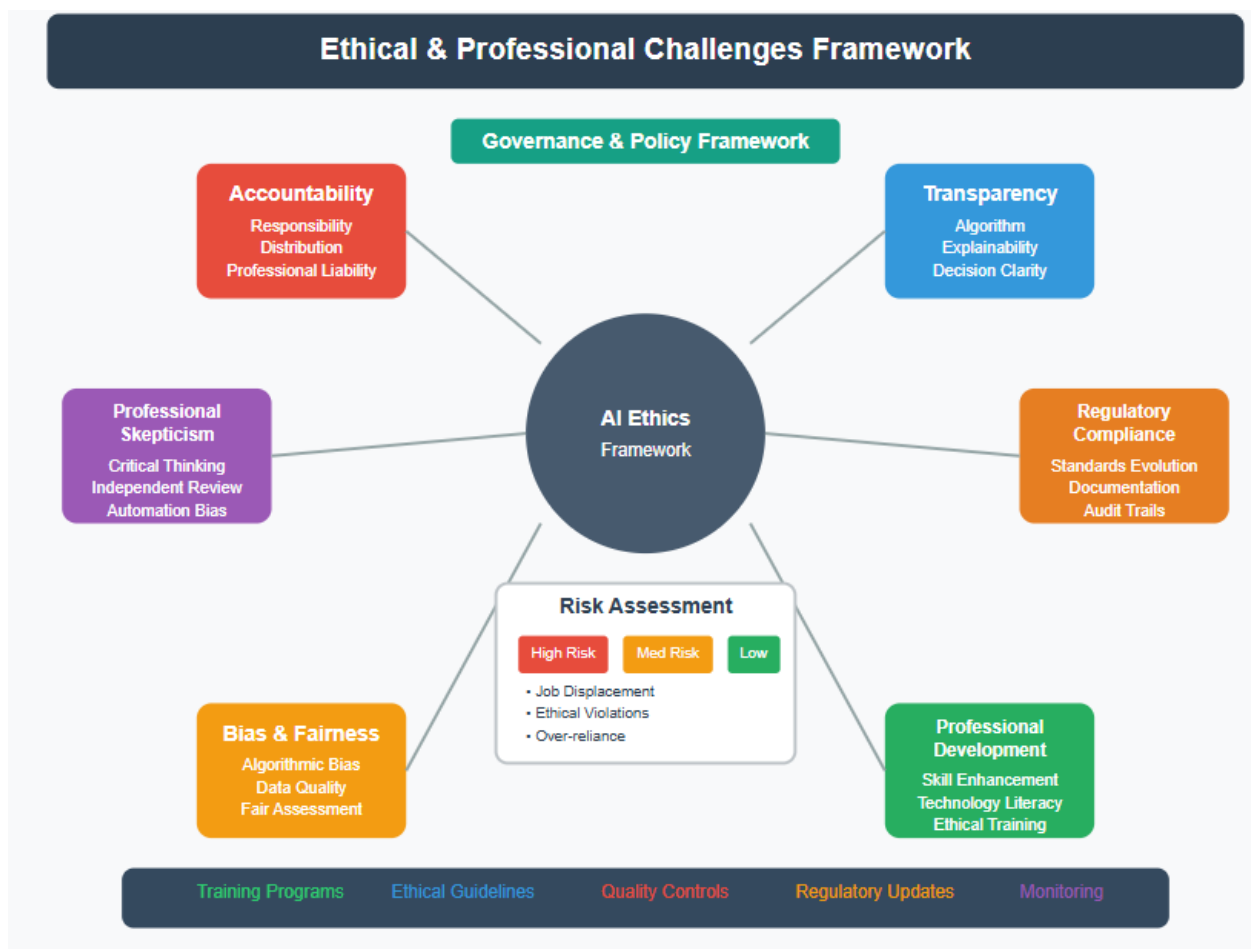 Ethical & Professional Challenges Framework
Governance & Policy Framework
Accountability
Responsibility
Distribution
Professional Liability
Transparency
Algorithm
Explainability
Decision Clarity
AI Ethics
Framework
Professional
Skepticism
Critical Thinking
Independent Review
Automation Bias
Regulatory
Compliance
Standards Evolution
Documentation
Audit Trails
Risk Assessment
High Risk Med Risk Low
• Job Displacement
• Ethical Violations
• Over-reliance
Bias & Fairness
Algorithmic Bias
Data Quality
Fair Assessment
Professional
Development
Skill Enhancement
Technology Literacy
Ethical Training
Training Programs Ethical Guidelines Quality Controls Regulatory Updates Monitoring